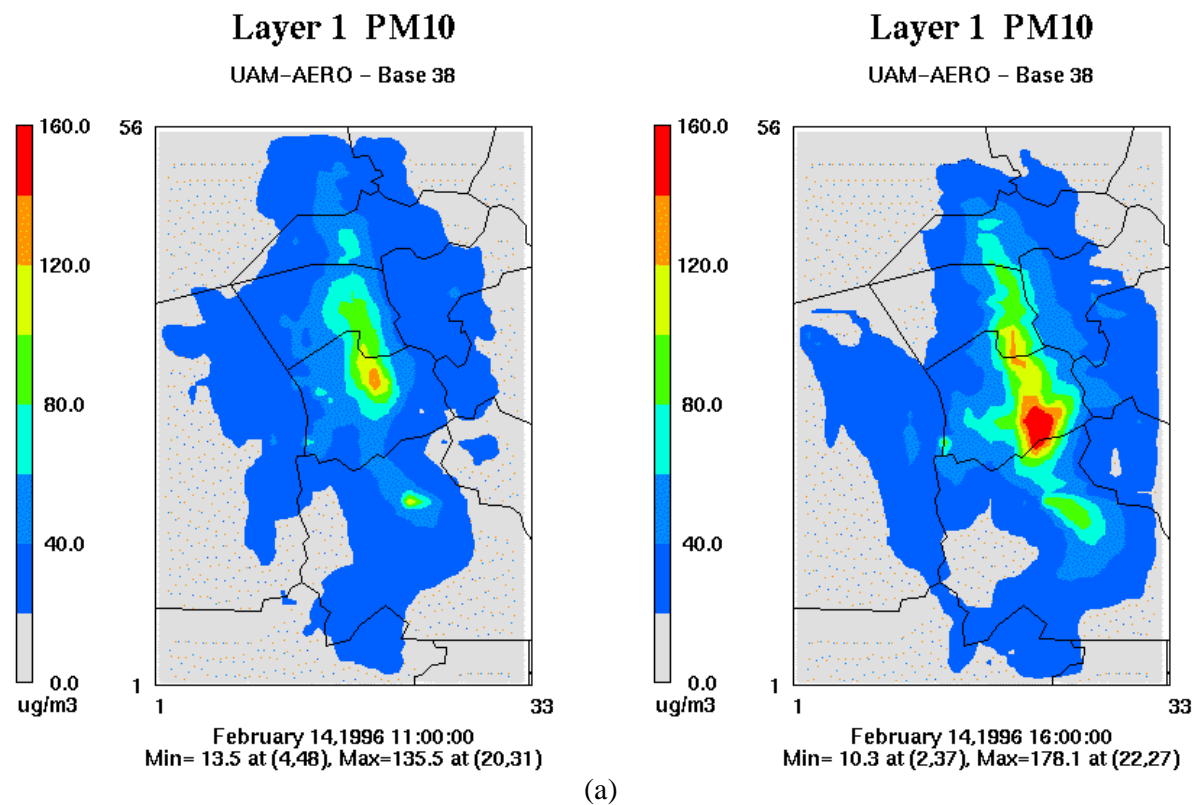 Layer 1 PM10
UAM-AERO - Base 38
160.0
120.0
80.0
40.0
0.0
ug/m3
56
1
1
33
February 14,1996 11:00:00
Min= 13.5 at (4,48), Max=135.5 at (20,31)
Layer 1 PM10
UAM-AERO - Base 38
160.0
120.0
80.0
40.0
0.0
ug/m3
56
1
1
33
February 14,1996 16:00:00
Min= 10.3 at (2,37), Max=178.1 at (22,27)
(a)